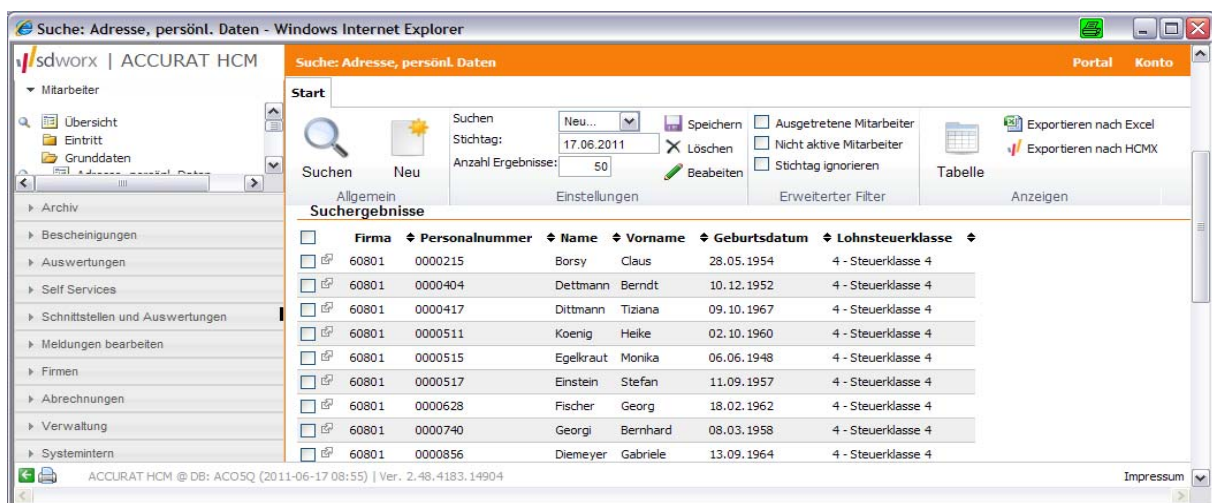 Suche: Adresse, persönl. Daten - Windows Internet Explorer
sdworx | ACCURAT HCM
Suche: Adresse, persönl. Daten
Portal Konto
Mitarbeiter
Übersicht
Eintritt
Grunddaten
Adresse, persönl. Daten
Archiv
Bescheinigungen
Auswertungen
Self Services
Schnittstellen und Auswertungen
Meldungen bearbeiten
Firmen
Abrechnungen
Verwaltung
Systemintern
Start
Suchen
Neu
Allgemein
Suchen Neu...
Stichtag: 17.06.2011
Anzahl Ergebnisse: 50
Speichern
Löschen
Beabeiten
Einstellungen
Ausgetretene Mitarbeiter
Nicht aktive Mitarbeiter
Stichtag ignorieren
Erweiterter Filter
Tabelle
Exportieren nach Excel
Exportieren nach HCMX
Anzeigen
Suchergebnisse
Firma Personalnummer Name Vorname Geburtsdatum Lohnsteuerklasse
60801 0000215 Borsy Claus 28.05.1954 4 - Steuerklasse 4
60801 0000404 Dettmann Berndt 10.12.1952 4 - Steuerklasse 4
60801 0000417 Dittmann Tiziana 09.10.1967 4 - Steuerklasse 4
60801 0000511 Koenig Heike 02.10.1960 4 - Steuerklasse 4
60801 0000515 Egelkraut Monika 06.06.1948 4 - Steuerklasse 4
60801 0000517 Einstein Stefan 11.09.1957 4 - Steuerklasse 4
60801 0000628 Fischer Georg 18.02.1962 4 - Steuerklasse 4
60801 0000740 Georgi Bernhard 08.03.1958 4 - Steuerklasse 4
60801 0000856 Diemeyer Gabriele 13.09.1964 4 - Steuerklasse 4
ACCURAT HCM @ DB: ACO5Q (2011-06-17 08:55) | Ver. 2.48.4183.14904
Impressum